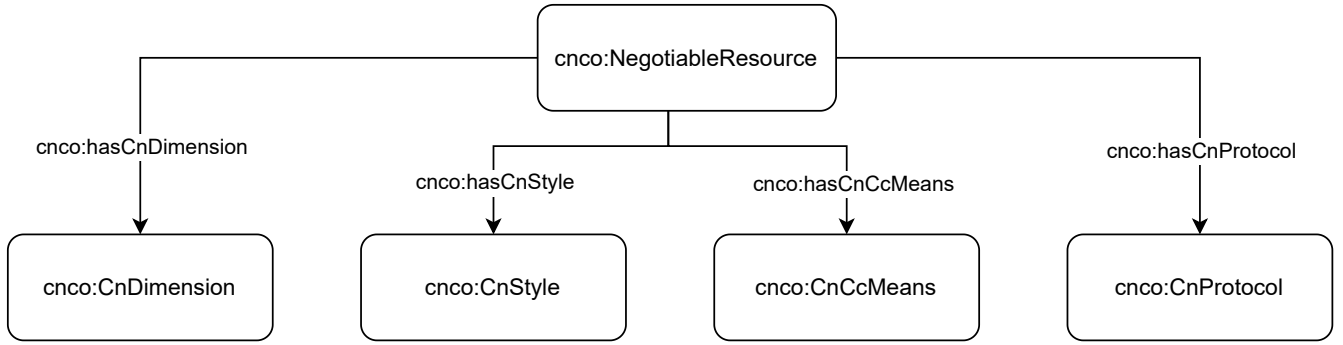 cnco:NegotiableResource
cnco:hasCnDimension
cnco:hasCnStyle
cnco:hasCnCcMeans
cnco:hasCnProtocol
cnco:CnDimension
cnco:CnStyle
cnco:CnCcMeans
cnco:CnProtocol